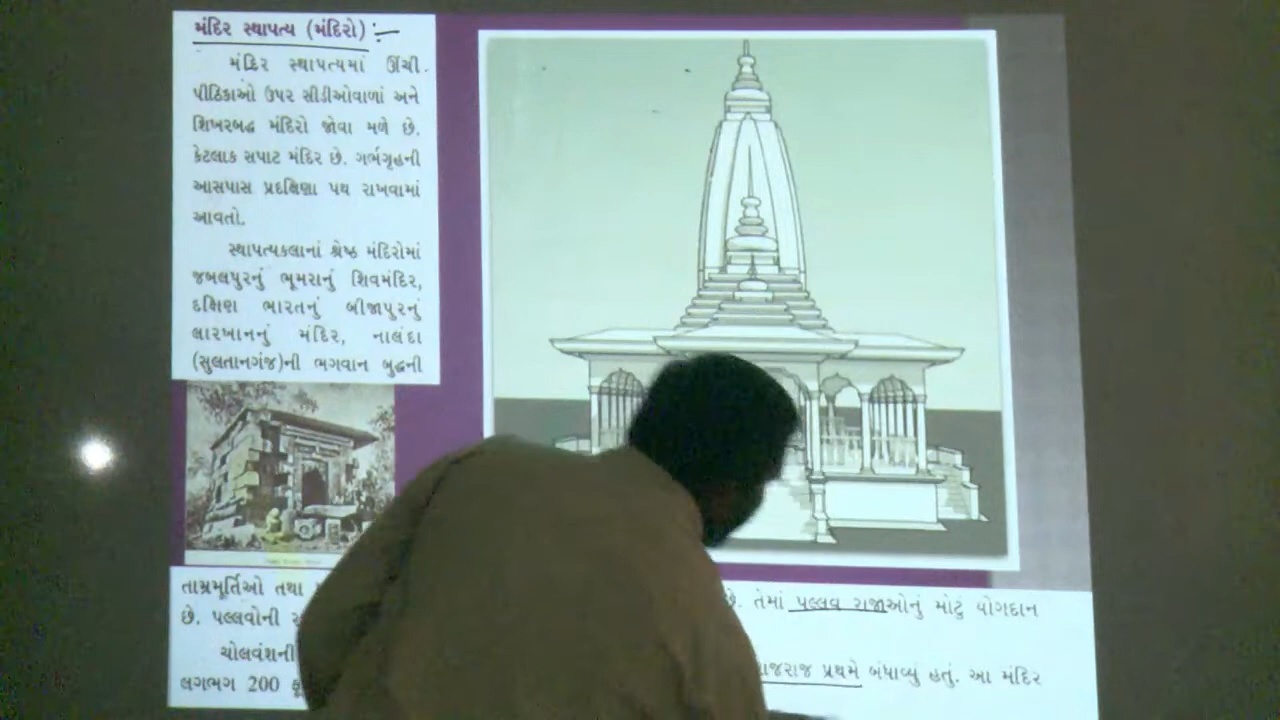 મંદિર સ્થાપત્ય (મંદિરો) :-
મંદિર સ્થાપત્યમાં ઊંચી
પીઠિકાઓ ઉપર સીડીઓવાળાં અને
શિખરબદ્ધ મંદિરો જોવા મળે છે.
કેટલાક સપાટ મંદિર છે. ગર્ભગૃહની
આસપાસ પ્રદક્ષિણા પથ રાખવામાં
આવતો.
સ્થાપત્યકલાનાં શ્રેષ્ઠ મંદિરોમાં
જબલપુરનું ભૂમરાનું શિવમંદિર,
દક્ષિણ ભારતનું બીજાપુરનું
લારખાનનું મંદિર, નાલંદા
(સુલતાનગંજ)ની ભગવાન બુદ્ધની
તામ્રમૂર્તિઓ તથા
છે. તેમાં પલ્લવ રાજાઓનું મોટું યોગદાન
છે. પલ્લવોની
ચોલવંશની
રાજરાજ પ્રથમે બંધાવ્યું હતું. આ મંદિર
લગભગ 200